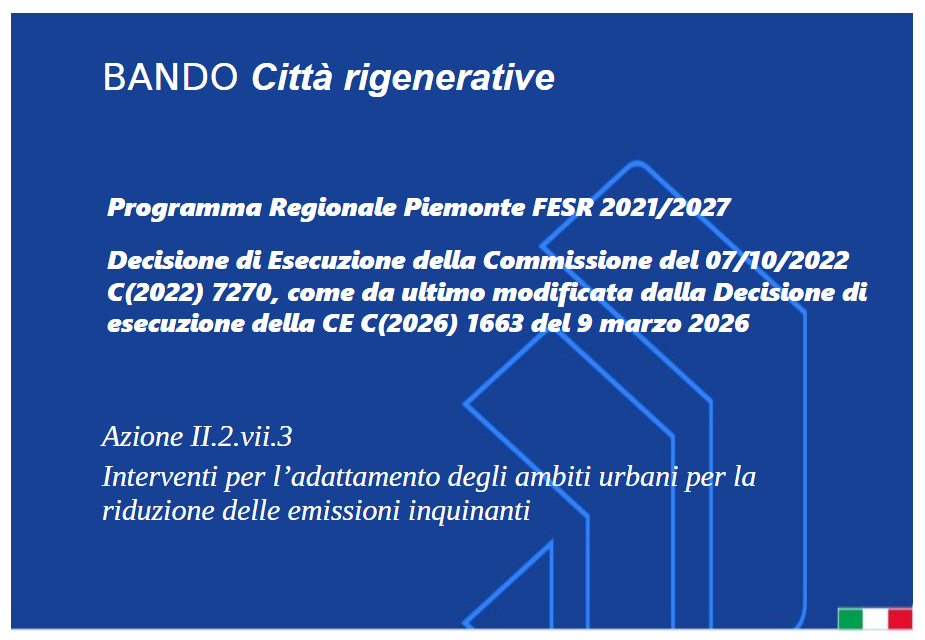 BANDO Città rigenerative
Programma Regionale Piemonte FESR 2021/2027
Decisione di Esecuzione della Commissione del 07/10/2022
C(2022) 7270, come da ultimo modificata dalla Decisione di
esecuzione della CE C(2026) 1663 del 9 marzo 2026
Azione II.2.vii.3
Interventi per l’adattamento degli ambiti urbani per la
riduzione delle emissioni inquinanti